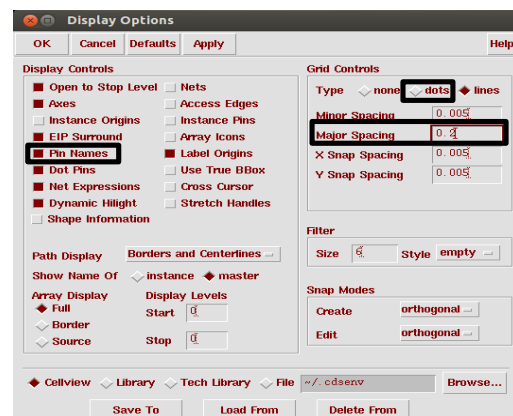 Display Options
OK Cancel Defaults Apply Help
Display Controls
Open to Stop Level Nets
Axes Access Edges
Instance Origins Instance Pins
EIP Surround Array Icons
Pin Names Label Origins
Dot Pins Use True BBox
Net Expressions Cross Cursor
Dynamic Hilight Stretch Handles
Shape Information
Path Display Borders and Centerlines
Show Name Of instance master
Array Display Display Levels
Full Start 0
Border
Source Stop 0
Grid Controls
Type none dots lines
Minor Spacing 0.005
Major Spacing 0.2
X Snap Spacing 0.005
Y Snap Spacing 0.005
Filter
Size 6 Style empty
Snap Modes
Create orthogonal
Edit orthogonal
Cellview Library Tech Library File ~/.cdsenv Browse...
Save To Load From Delete From